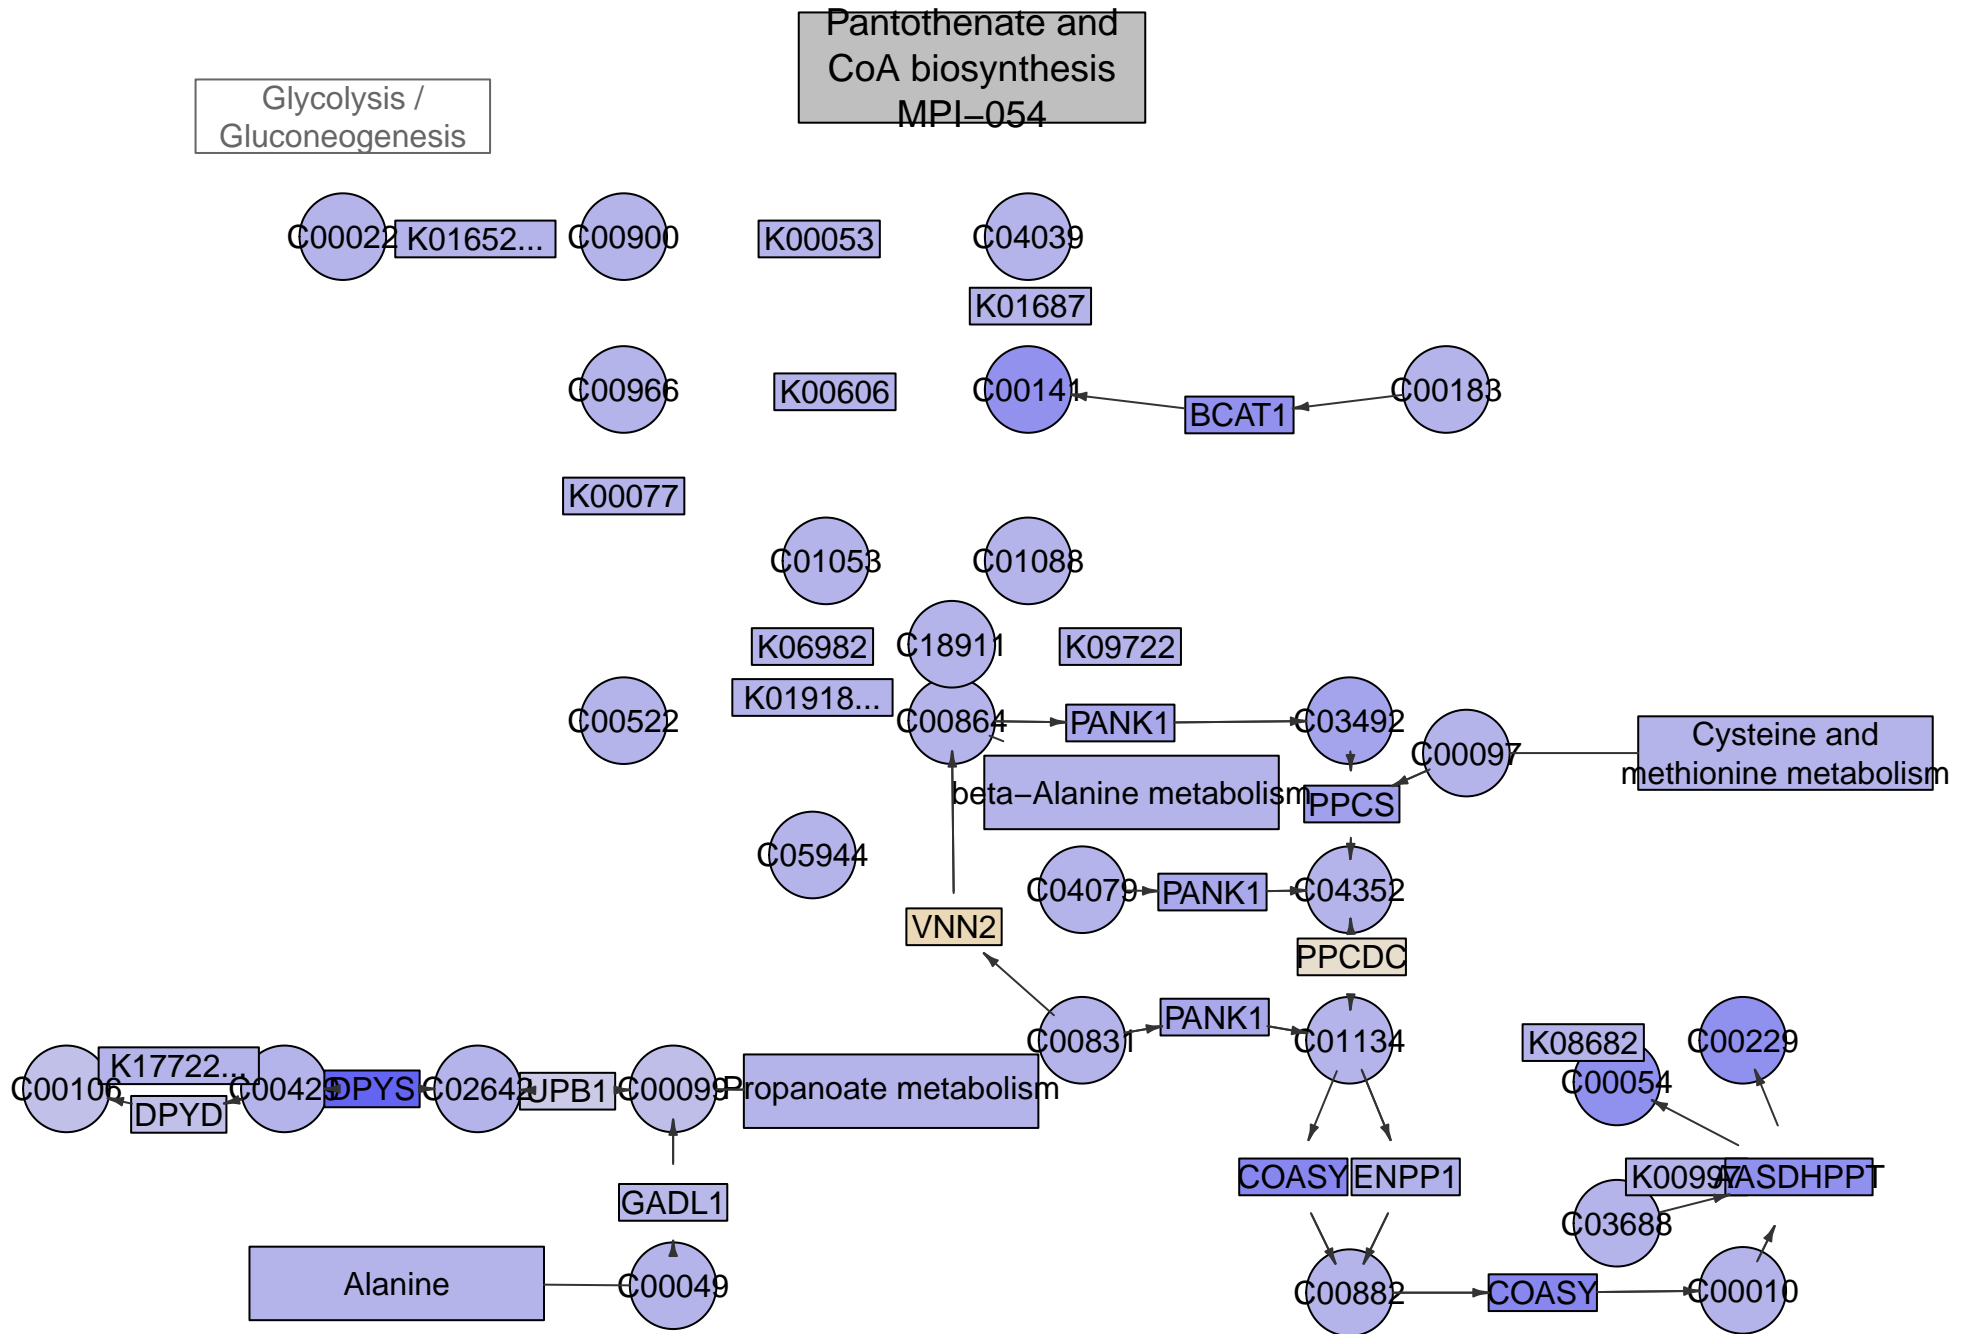 Pantothenate and
CoA biosynthesis
MPI−054
Glycolysis /
Gluconeogenesis
C00022
K01652...
C00900
K00053
C04039
K01687
C00966
K00606
C00141
BCAT1
C00183
K00077
C01053
C01088
K06982
C18911
K09722
K01918...
C00522
C00864
PANK1
C03492
C00097
Cysteine and
methionine metabolism
beta−Alanine metabolism
PPCS
C05944
C04079
PANK1
C04352
VNN2
PPCDC
C00831
PANK1
C01134
K08682
C00229
C00054
C00106
K17722...
DPYD
C00429
DPYS
C02642
UPB1
C00099
Propanoate metabolism
COASY
ENPP1
K00997
AASDHPPT
GADL1
C03688
Alanine
C00049
C00882
COASY
C00010